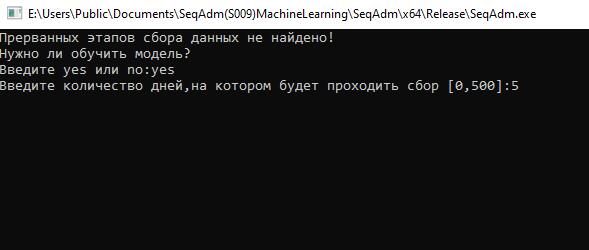 E:\Users\Public\Documents\SeqAdm(S009)MachineLearning\SeqAdm\x64\Release\SeqAdm.exe
Прерванных этапов сбора данных не найдено!
Нужно ли обучить модель?
Введите yes или no:yes
Введите количество дней,на котором будет проходить сбор [0,500]:5